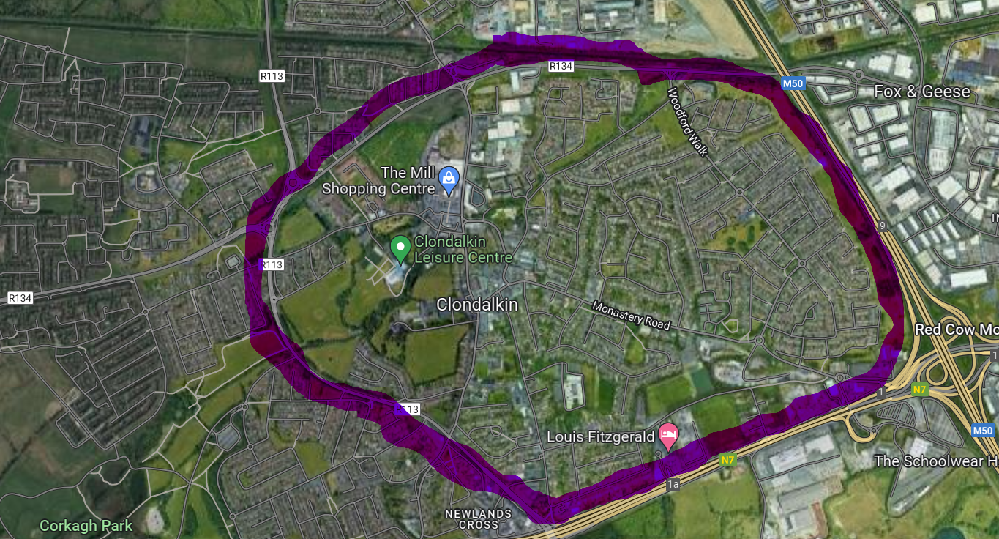 R134
R113
M50
Fox & Geese
Woodford Walk
The Mill
Shopping Centre
9
Clondalkin
Leisure Centre
R113
R134
Clondalkin
Monastery Road
Red Cow Mo
1
N7
R113
M50
Louis Fitzgerald
8
N7
The Schoolwear H
1a
NEWLANDS
CROSS
Corkagh Park